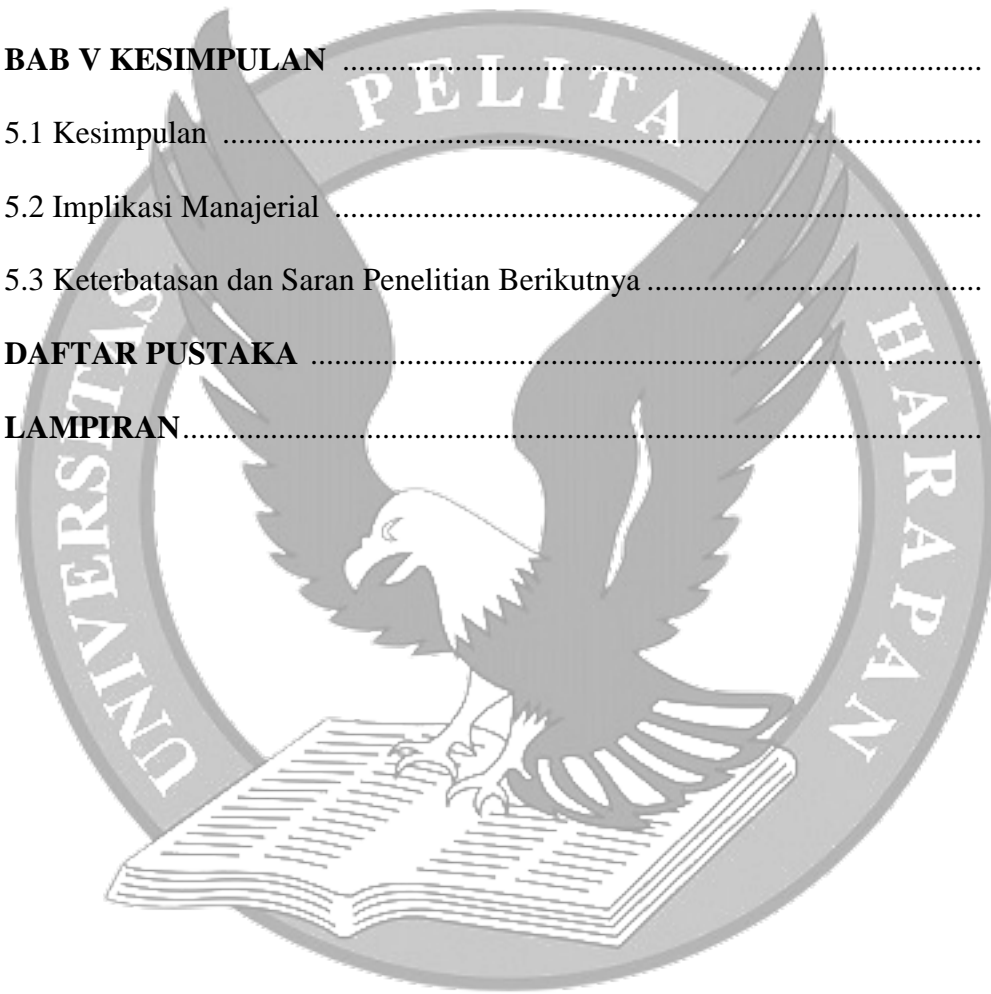 BAB V KESIMPULAN ................................................................................
5.1 Kesimpulan ...............................................................................................
5.2 Implikasi Manajerial .................................................................................
5.3 Keterbatasan dan Saran Penelitian Berikutnya ..........................................
DAFTAR PUSTAKA ....................................................................................
LAMPIRAN....................................................................................................
UNIVERSITAS PELITA HARAPAN